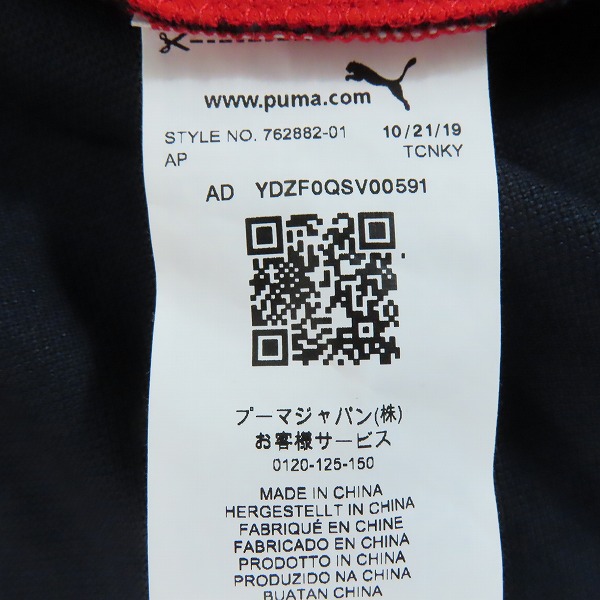 www.puma.com
STYLE NO. 762882-01 10/21/19
AP TCNKY
AD YDZF0QSV00591
プーマジャパン(株)
お客様サービス
0120-125-150
MADE IN CHINA
HERGESTELLT IN CHINA
FABRIQUÉ EN CHINE
FABRICADO EN CHINA
PRODOTTO IN CHINA
PRODUZIDO NA CHINA
BUATAN CHINA